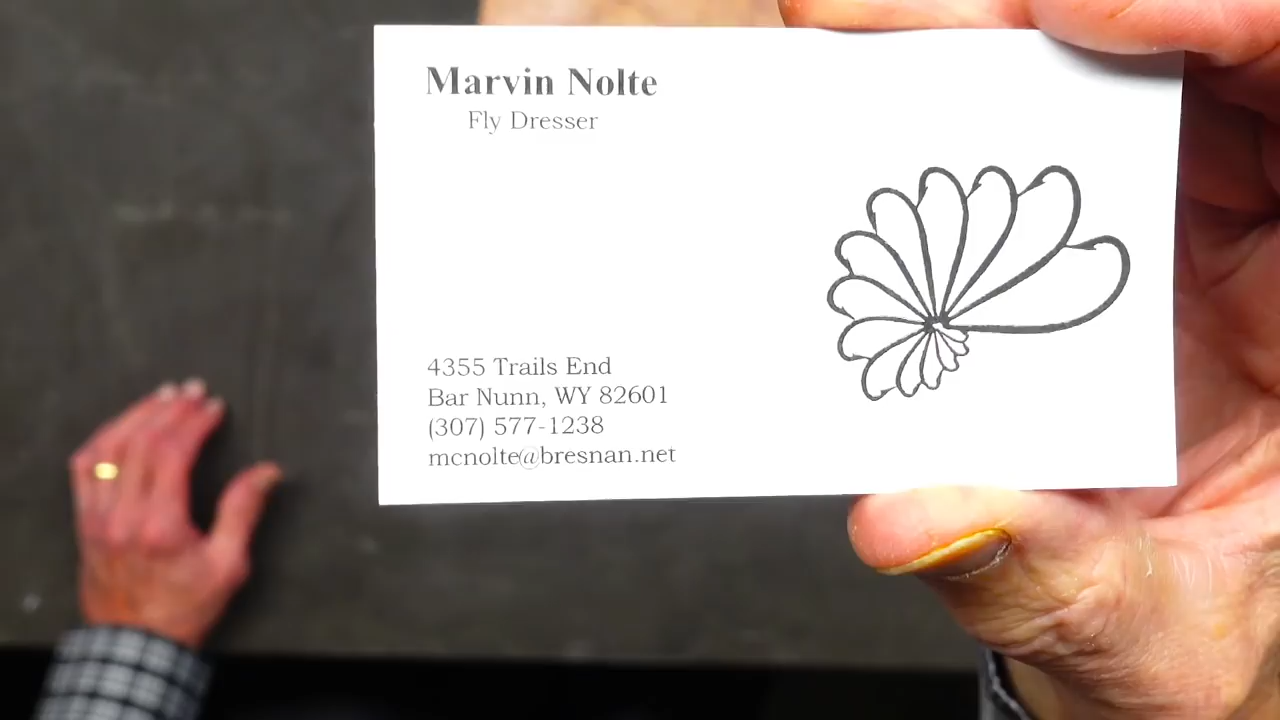 Marvin Nolte
Fly Dresser
4355 Trails End
Bar Nunn, WY 82601
(307) 577-1238
mcnolte@bresnan.net